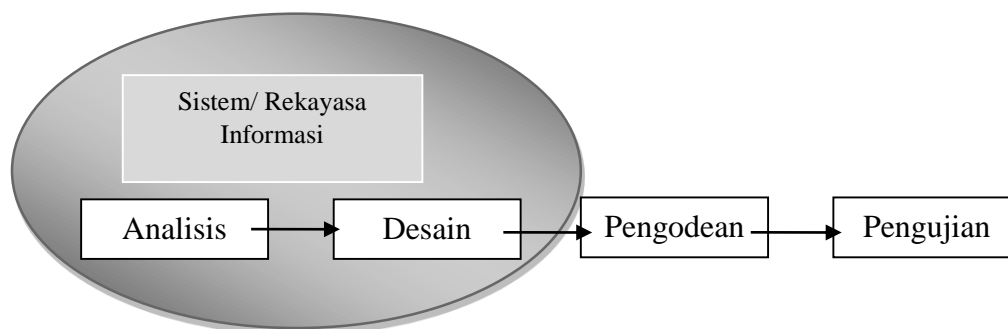 Sistem/ Rekayasa
Informasi
Analisis
Desain
Pengodean
Pengujian